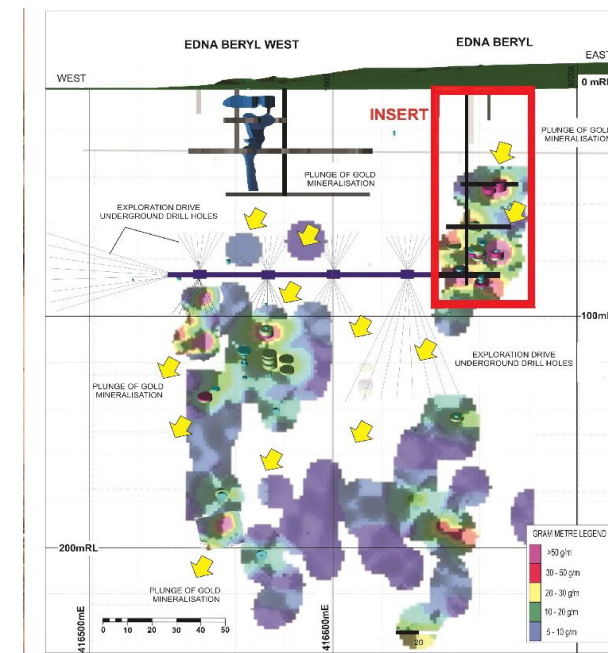 EDNA BERYL WEST
EDNA BERYL
EAST
WEST
0 mRL
INSERT
PLUNGE OF GOLD
MINERALISATION
PLUNGE OF GOLD
MINERALISATION
EXPLORATION DRIVE
UNDERGROUND DRILL HOLES
100mRL
EXPLORATION DRIVE
UNDERGROUND DRILL HOLES
PLUNGE OF GOLD
MINERALISATION
GRAM METRE LEGEND
>50 g/m
30 - 50 g/m
20 - 30 g/m
10 - 20 g/m
5 - 10 g/m
200mRL
PLUNGE OF GOLD
MINERALISATION
416500mE
416600mE
0 10 20 30 40 50
20